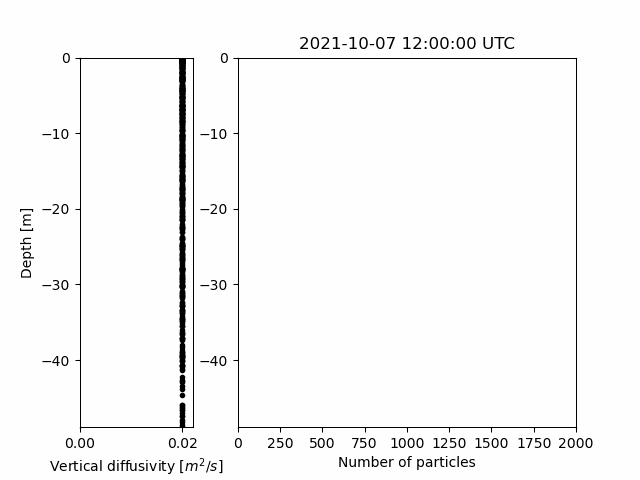 2021-10-07 12:00:00 UTC
0
−10
−20
−30
−40
Depth [m]
0.00 0.02
Vertical diffusivity [m²/s]
0
−10
−20
−30
−40
0 250 500 750 1000 1250 1500 1750 2000
Number of particles